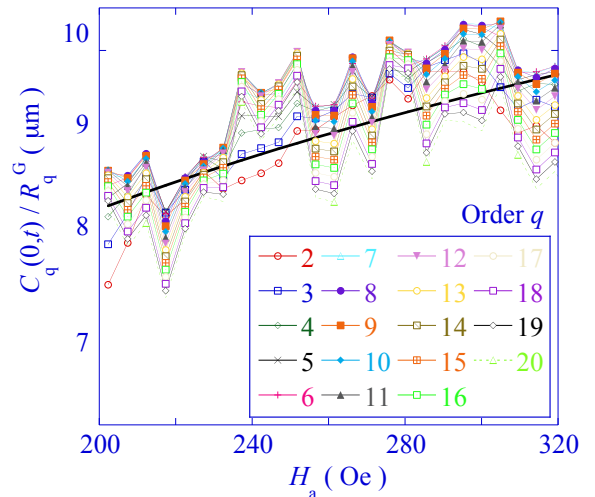 10
9
8
7
C_q(0,t) / R_q^G ( μm )
Order q
2 7 12 17
3 8 13 18
4 9 14 19
5 10 15 20
6 11 16
200 240 280 320
H_a ( Oe )